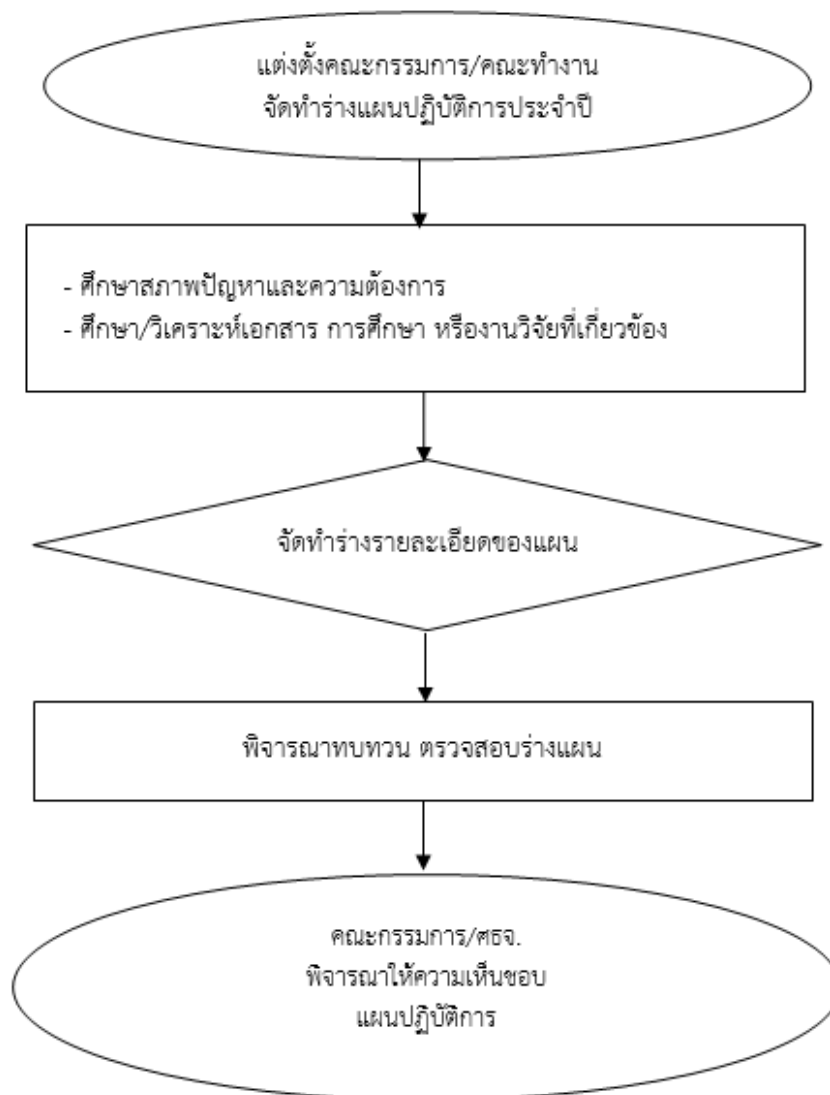 แต่งตั้งคณะกรรมการ/คณะทำงาน
จัดทำร่างแผนปฏิบัติการประจำปี
- ศึกษาสภาพปัญหาและความต้องการ
- ศึกษา/วิเคราะห์เอกสาร การศึกษา หรืองานวิจัยที่เกี่ยวข้อง
จัดทำร่างรายละเอียดของแผน
พิจารณาทบทวน ตรวจสอบร่างแผน
คณะกรรมการ/ศธจ.
พิจารณาให้ความเห็นชอบ
แผนปฏิบัติการ